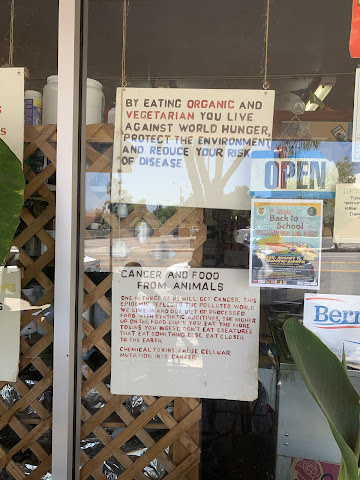 BY EATING ORGANIC AND
VEGETARIAN YOU LIVE
AGAINST WORLD HUNGER,
PROTECT THE ENVIRONMENT,
AND REDUCE YOUR RISK
OF DISEASE
OPEN
Back to
School
CANCER AND FOOD
FROM ANIMALS
ONE IN THREE OF US WILL GET CANCER. THIS
EPIDEMIC REFLECTS THE POLLUTED WORLD
WE LIVE IN AND OUR DIET OF PROCESSED
FOOD WITH SYNTHETIC ADDITIVES. THE HIGHER
UP ON THE FOOD CHAIN YOU EAT THE MORE
TOXINS YOU INGEST. DON'T EAT CREATURES
THAT EAT SOMETHING ELSE. EAT CLOSER
TO THE EARTH.
CHEMICAL TOXINS CAUSE CELLUAR
MUTATION INTO CANCER!
Bern